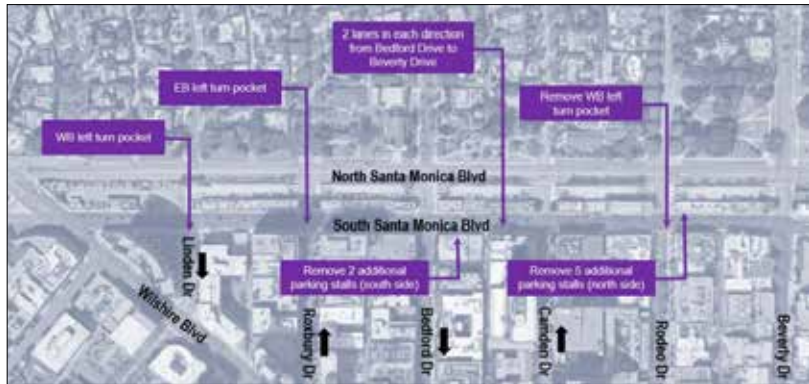 2 lanes in each direction
from Bedford Drive to
Beverly Drive
EB left turn pocket
Remove WB left
turn pocket
WB left turn pocket
North Santa Monica Blvd
South Santa Monica Blvd
Linden Dr
Wilshire Blvd
Remove 2 additional
parking stalls (south side)
Remove 5 additional
parking stalls (north side)
Roxbury Dr
Bedford Dr
Camden Dr
Rodeo Dr
Beverly Dr